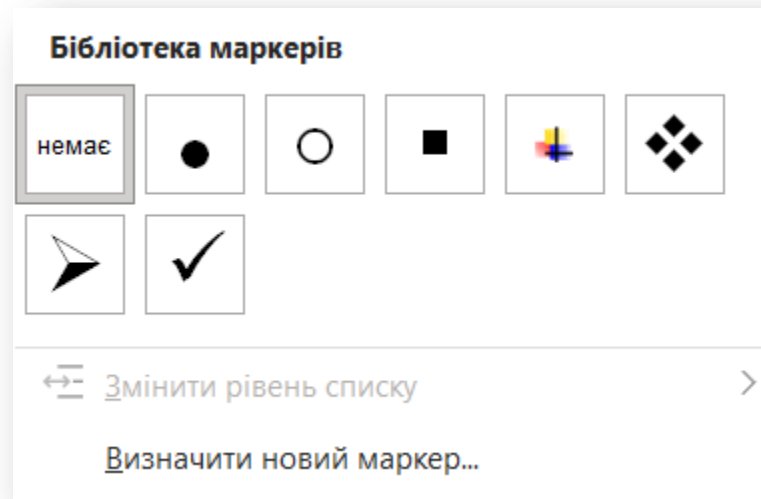 Бібліотека маркерів
немає
Змінити рівень списку
Визначити новий маркер...